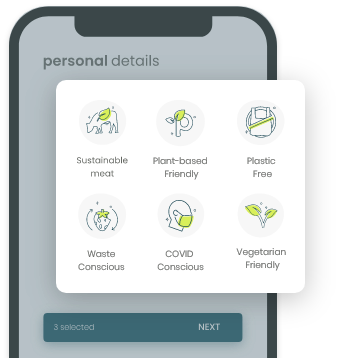 personal details
Sustainable meat
Plant-based Friendly
Plastic Free
Waste Conscious
COVID Conscious
Vegetarian Friendly
3 selected
NEXT